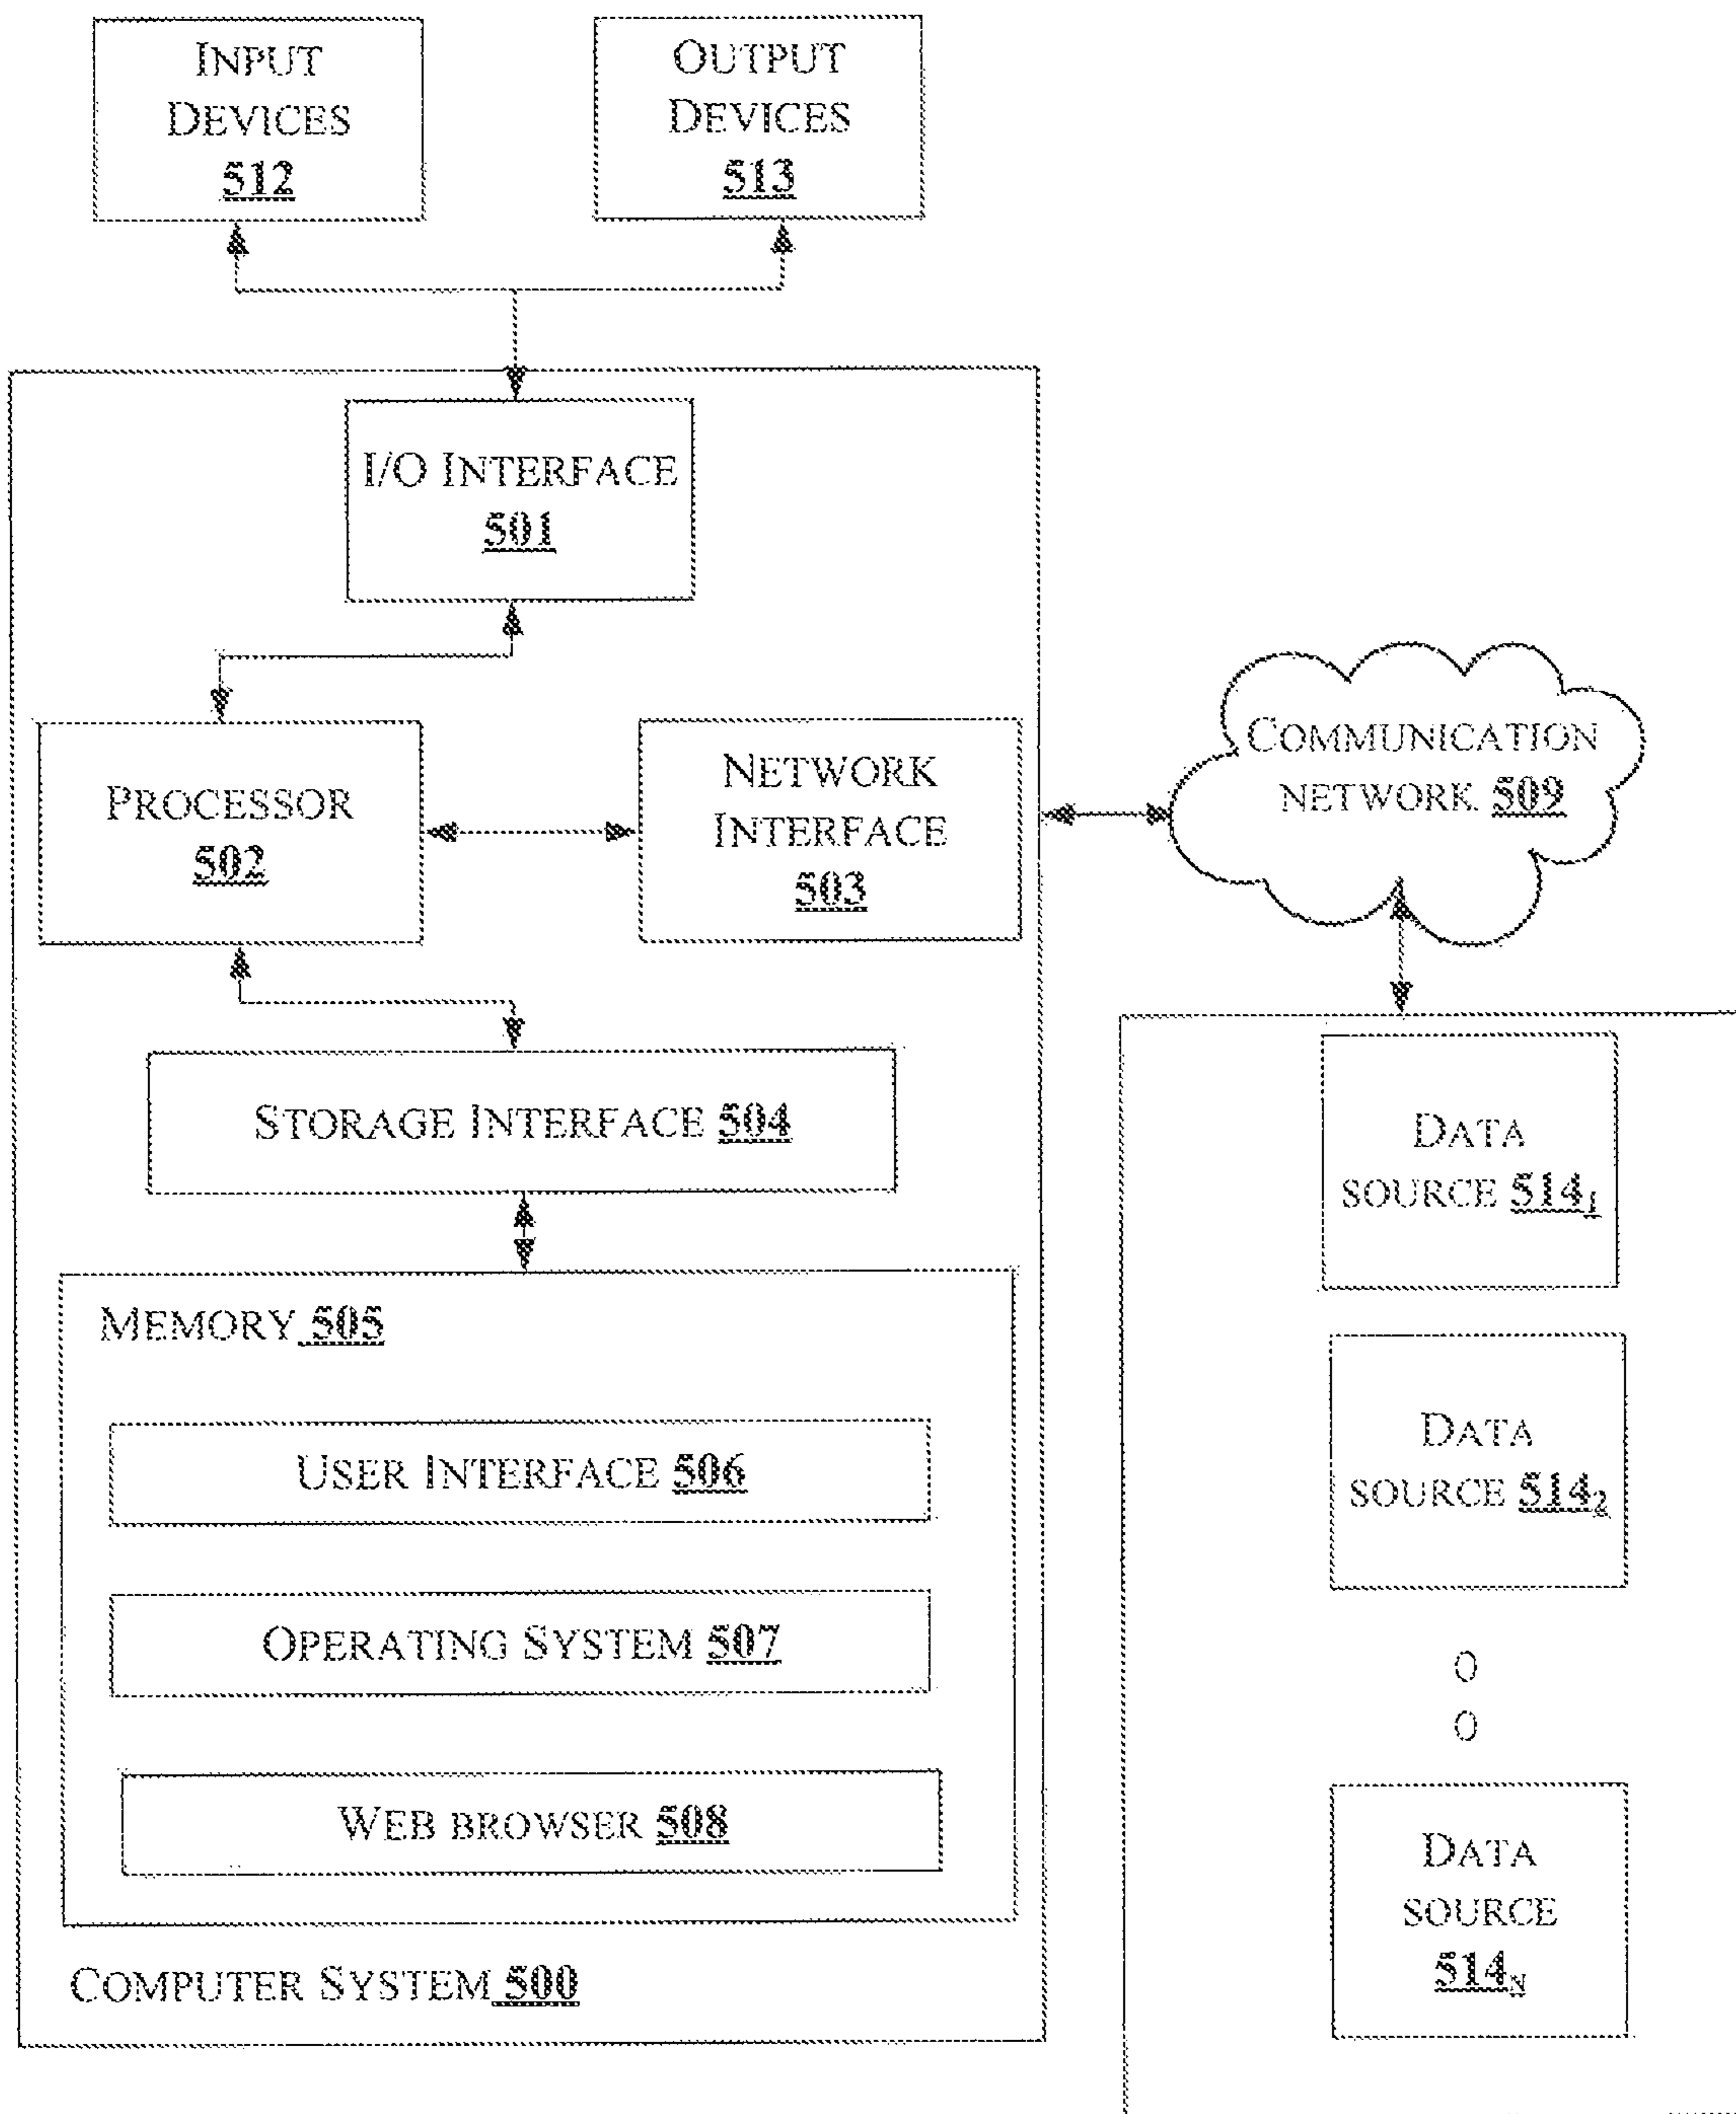 INPUT
DEVICES
512
OUTPUT
DEVICES
513
I/O INTERFACE
501
PROCESSOR
502
NETWORK
INTERFACE
503
COMMUNICATION
NETWORK 509
STORAGE INTERFACE 504
MEMORY 505
USER INTERFACE 506
OPERATING SYSTEM 507
WEB BROWSER 508
COMPUTER SYSTEM 500
DATA
SOURCE 514₁
DATA
SOURCE 514₂
O
O
DATA
SOURCE
514N